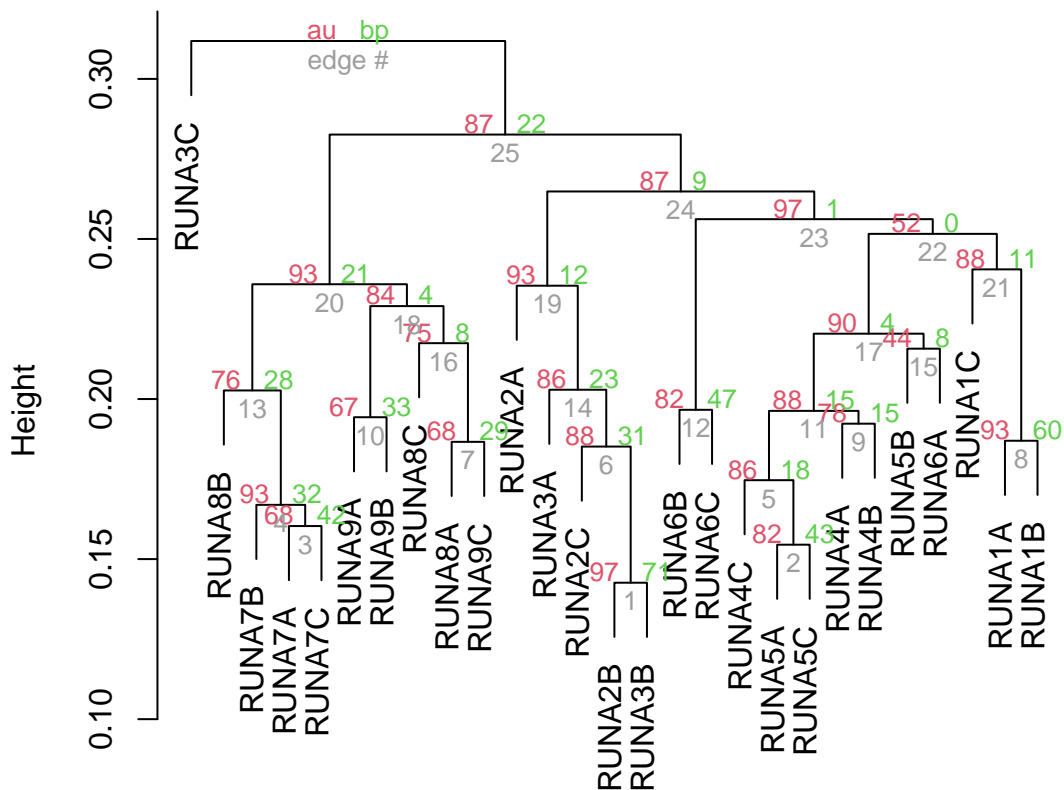 au bp
edge #
0.30
87 22
25
RUNA3C
87 9
24
97 1
23
52 0
22
0.25
93 21
20
84 4
18
75 8
16
93 12
19
88 11
21
90 4
17
44 8
15
0.20
76 28
13
67 33
10
68 29
7
86 23
14
88 31
6
82 47
12
88 15
11
78 15
9
93 60
8
86 18
5
93 32
4
68 42
3
82 43
2
0.15
97 71
1
0.10
Height
RUNA8B
RUNA7B
RUNA7A
RUNA7C
RUNA9A
RUNA9B
RUNA8C
RUNA8A
RUNA9C
RUNA2A
RUNA3A
RUNA2C
RUNA2B
RUNA3B
RUNA6B
RUNA6C
RUNA4C
RUNA5A
RUNA5C
RUNA4A
RUNA4B
RUNA5B
RUNA6A
RUNA1C
RUNA1A
RUNA1B